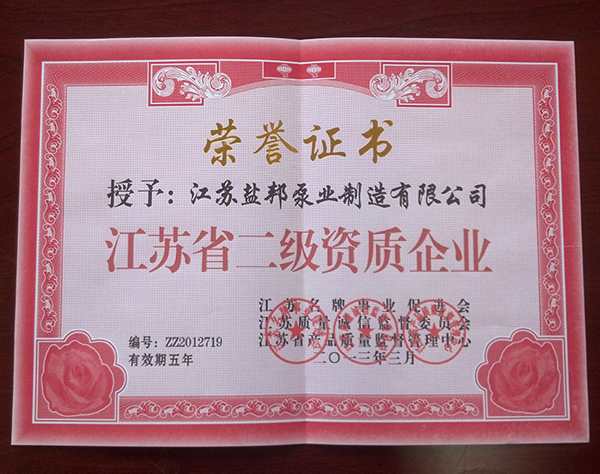 荣誉证书
授予：江苏盐邦泵业制造有限公司
江苏省二级资质企业
江苏名牌事业促进会
江苏质量诚信监督委员会
江苏省产品质量监督管理中心
编号：ZZ2012719
有效期五年
二〇一三年三月